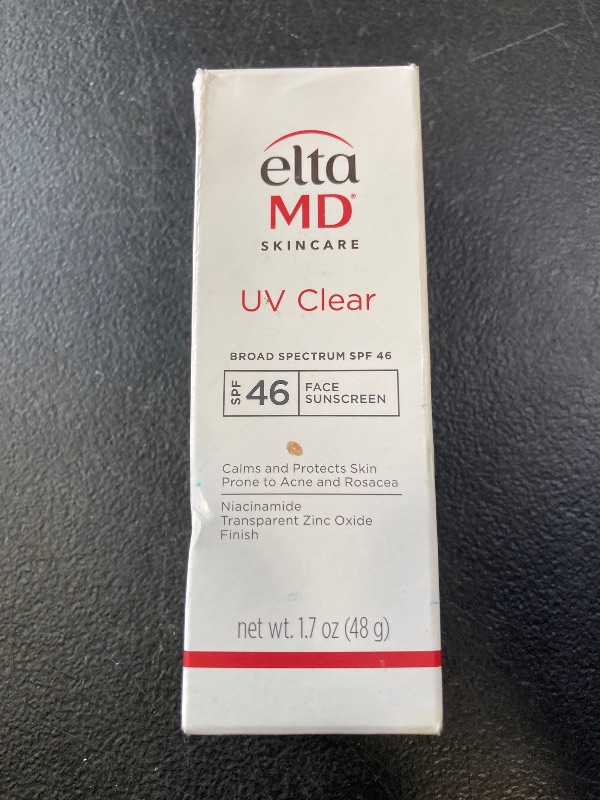 elta
MD®
SKINCARE
UV Clear
BROAD SPECTRUM SPF 46
SPF 46 FACE
SUNSCREEN
Calms and Protects Skin
Prone to Acne and Rosacea
Niacinamide
Transparent Zinc Oxide
Finish
net wt. 1.7 oz (48 g)